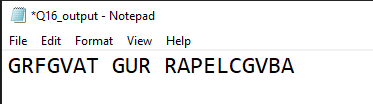 *Q16_output - Notepad
File Edit Format View Help
GRFGVAT GUR RAPELCGVBA